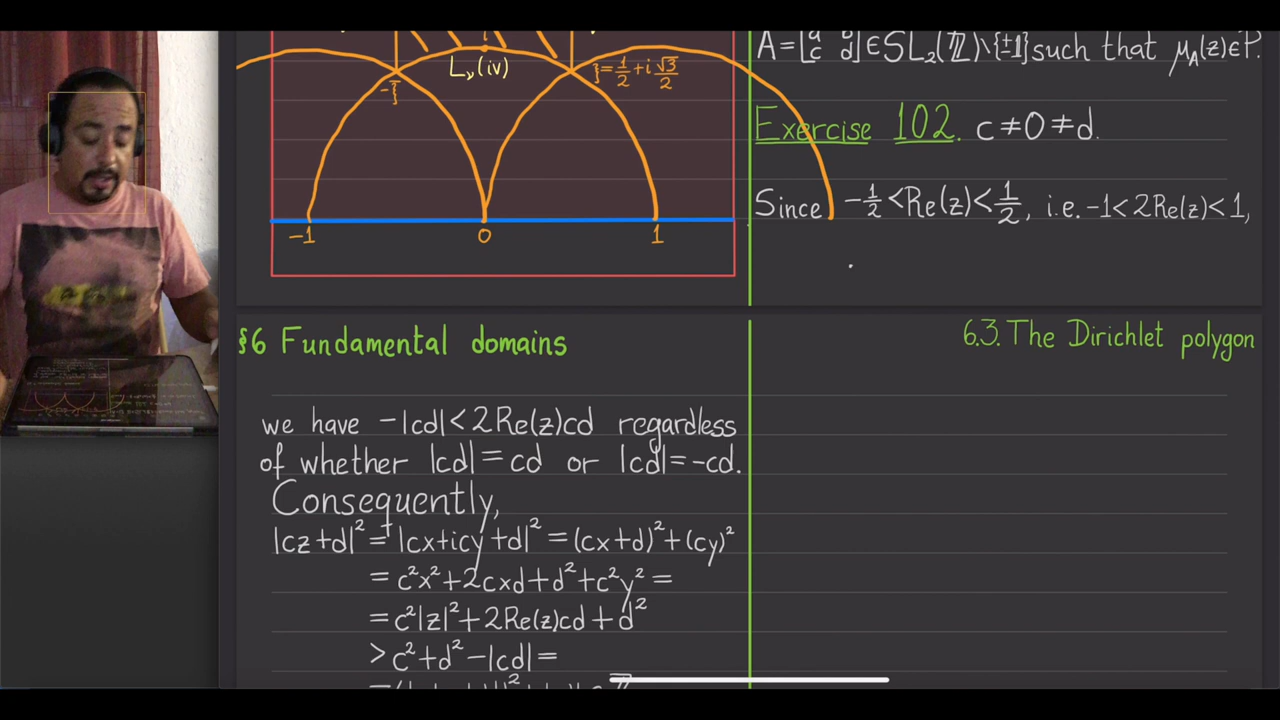 L_ν(iv)
-ξ̄
ξ=1/2+i√3/2
-1 0 1
A=[a b
c d]∈SL₂(ℤ)\{±1} such that μ_A(z)∈P.
Exercise 102. c≠0≠d.
Since -1/2<Re(z)<1/2, i.e. -1<2Re(z)<1,
§6 Fundamental domains
6.3. The Dirichlet polygon
we have -|cd|<2Re(z)cd regardless
of whether |cd|=cd or |cd|=-cd.
Consequently,
|cz+d|²=|cx+icy+d|²=(cx+d)²+(cy)²
=c²x²+2cxd+d²+c²y²=
=c²|z|²+2Re(z)cd+d²
>c²+d²-|cd|=